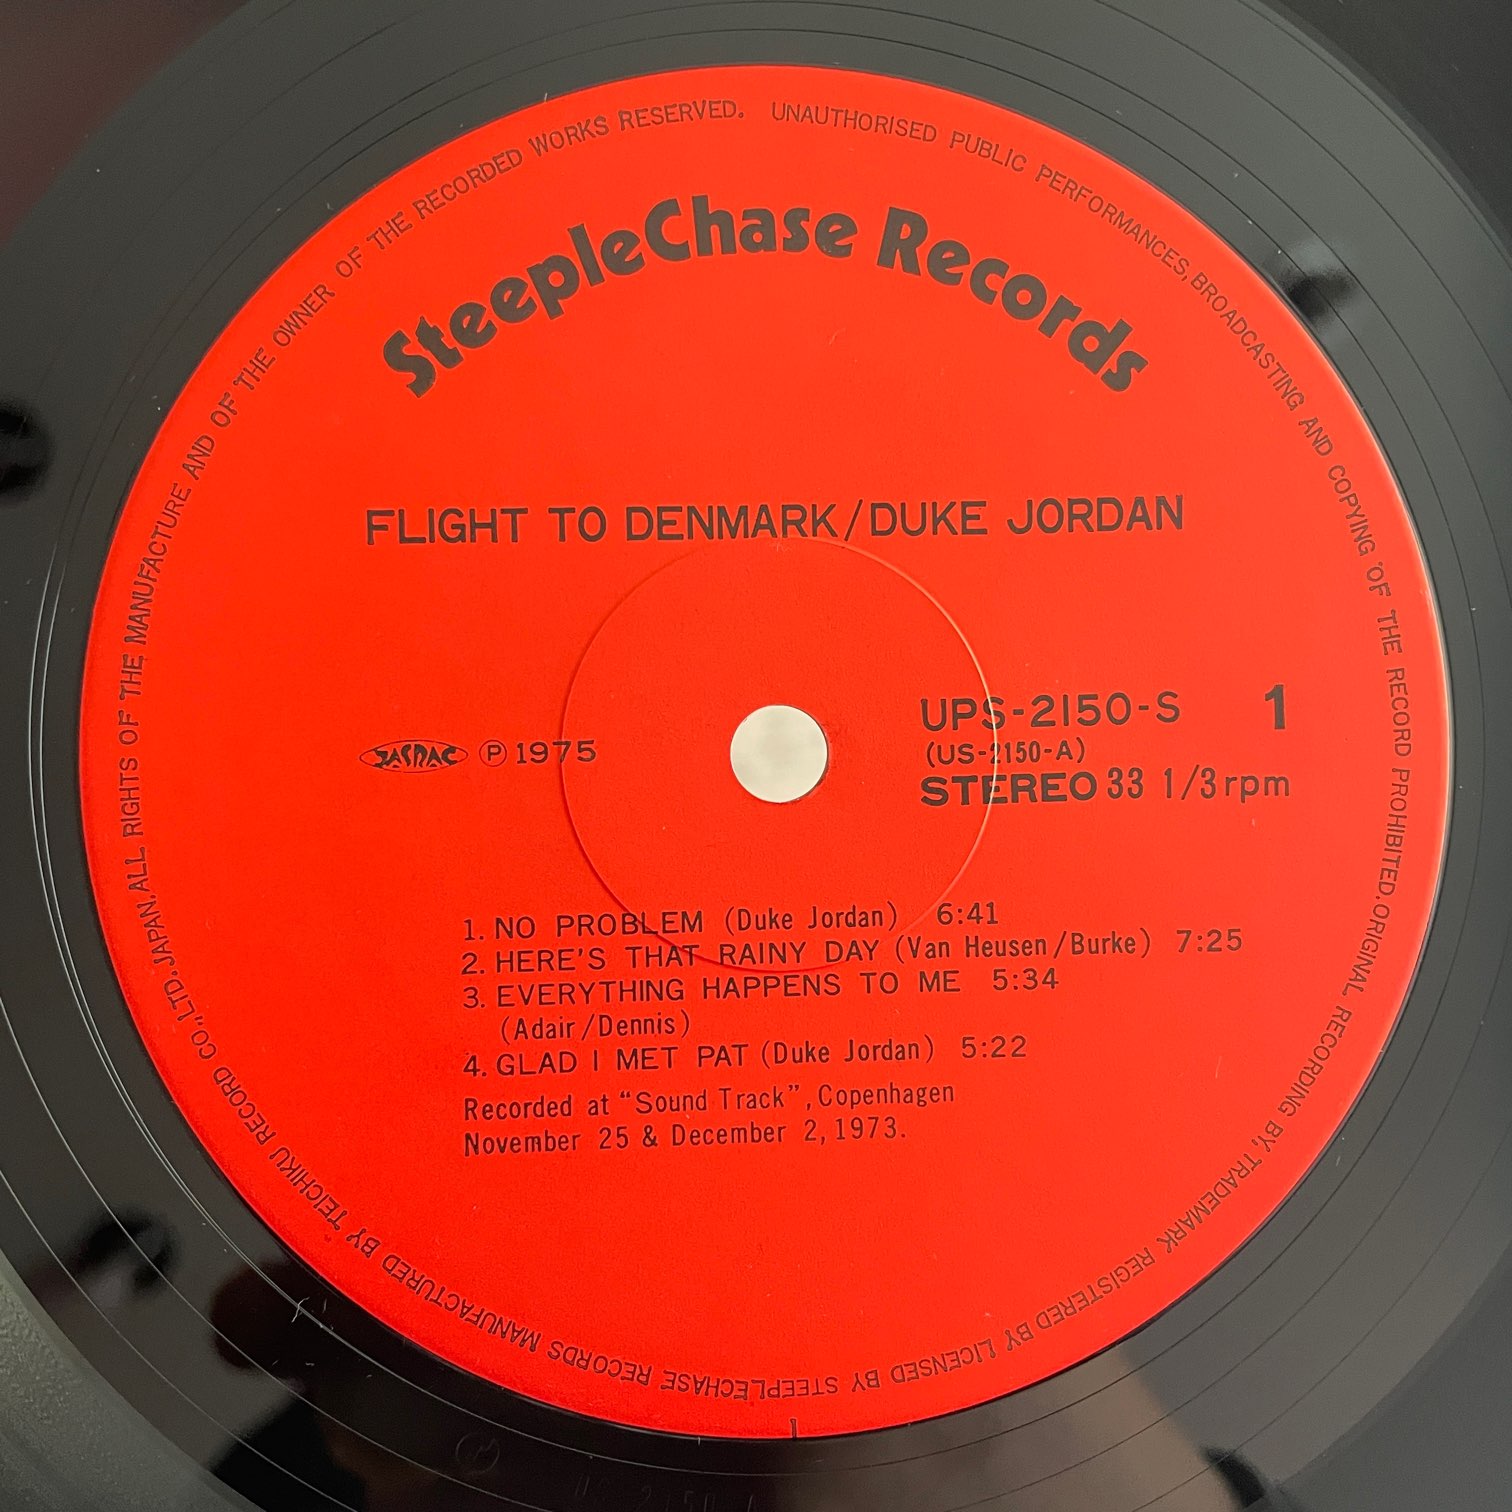 SteepleChase Records
FLIGHT TO DENMARK/DUKE JORDAN
JASRAC Ⓟ 1975
UPS-2150-S 1
(US-2150-A)
STEREO 33 1/3 rpm
1. NO PROBLEM (Duke Jordan) 6:41
2. HERE'S THAT RAINY DAY (Van Heusen/Burke) 7:25
3. EVERYTHING HAPPENS TO ME 5:34
(Adair/Dennis)
4. GLAD I MET PAT (Duke Jordan) 5:22
Recorded at “Sound Track”, Copenhagen
November 25 & December 2, 1973.
MANUFACTURED BY TEICHIKU RECORD CO., LTD. JAPAN. ALL RIGHTS OF THE MANUFACTURE AND OF THE OWNER OF THE RECORDED WORKS RESERVED. UNAUTHORISED PUBLIC PERFORMANCES, BROADCASTING AND COPYING OF THE RECORD PROHIBITED. ORIGINAL RECORDING BY, TRADEMARK REGISTERED BY LICENSED BY STEEPLECHASE RECORDS